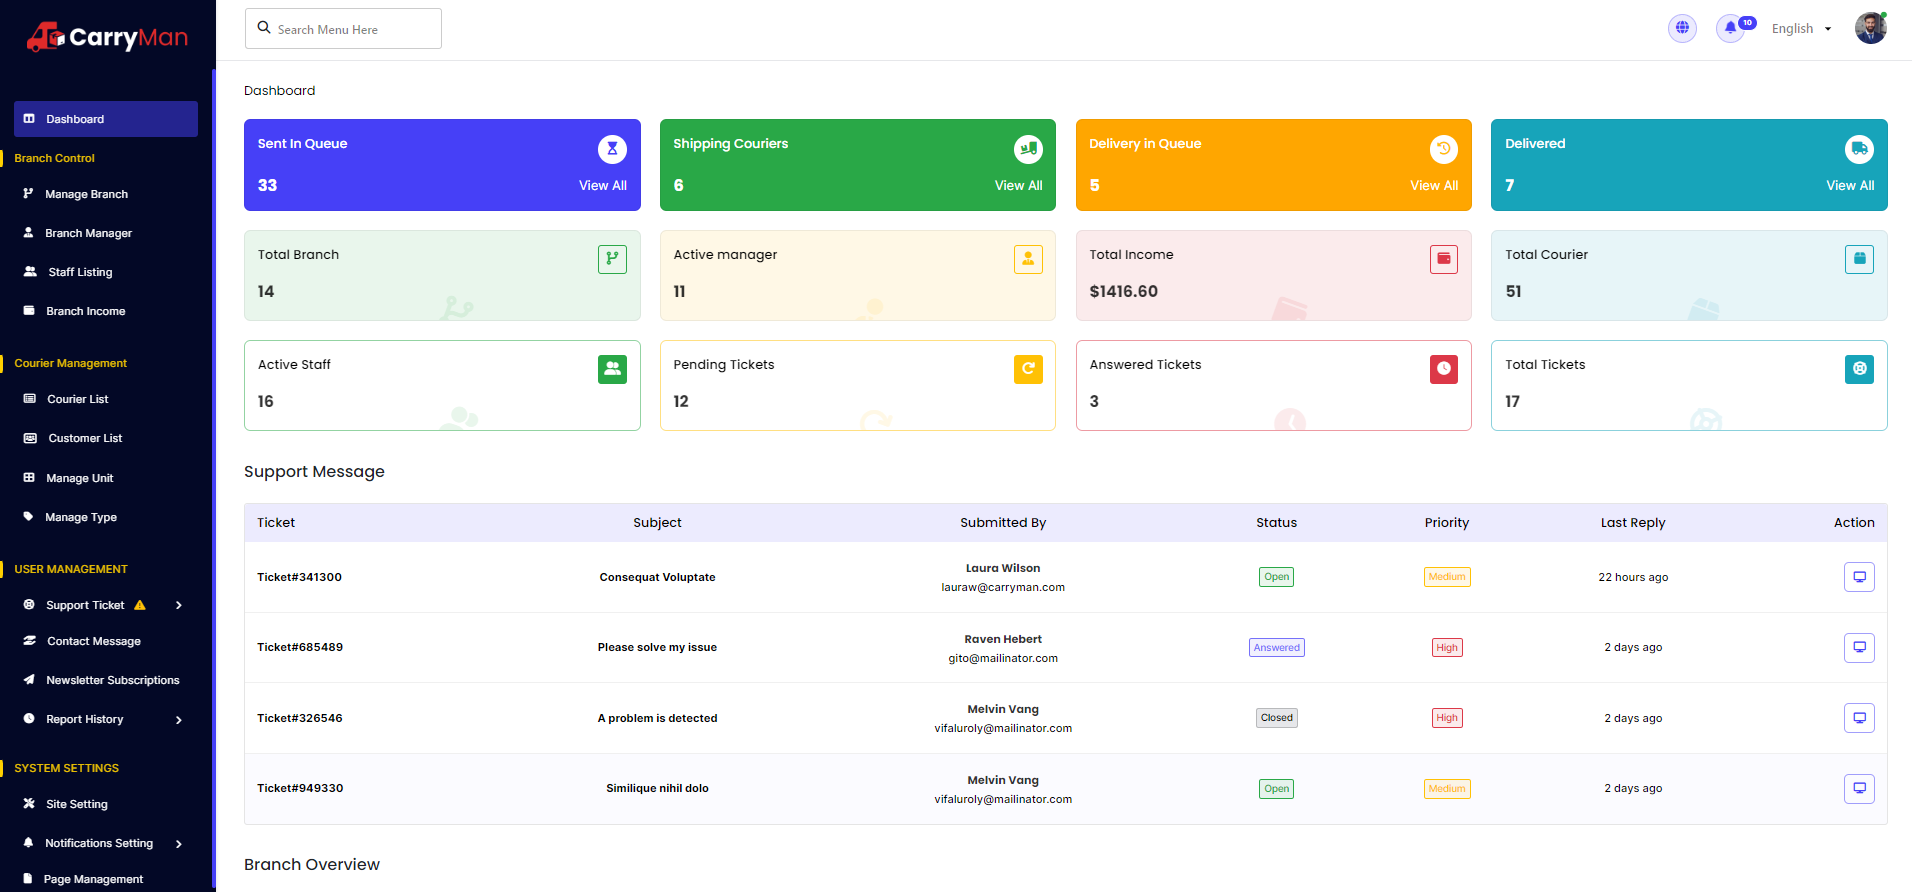 CarryMan
Search Menu Here
10
English
Dashboard
Branch Control
Manage Branch
Branch Manager
Staff Listing
Branch Income
Courier Management
Courier List
Customer List
Manage Unit
Manage Type
USER MANAGEMENT
Support Ticket
Contact Message
Newsletter Subscriptions
Report History
SYSTEM SETTINGS
Site Setting
Notifications Setting
Page Management
Dashboard
Sent In Queue
33 View All
Shipping Couriers
6 View All
Delivery in Queue
5 View All
Delivered
7 View All
Total Branch
14
Active manager
11
Total Income
$1416.60
Total Courier
51
Active Staff
16
Pending Tickets
12
Answered Tickets
3
Total Tickets
17
Support Message
Ticket Subject Submitted By Status Priority Last Reply Action
Ticket#341300 Consequat Voluptate Laura Wilson Open Medium 22 hours ago
lauraw@carryman.com
Ticket#685489 Please solve my issue Raven Hebert Answered High 2 days ago
gito@mailinator.com
Ticket#326546 A problem is detected Melvin Vang Closed High 2 days ago
vifaluroly@mailinator.com
Ticket#949330 Similique nihil dolo Melvin Vang Open Medium 2 days ago
vifaluroly@mailinator.com
Branch Overview